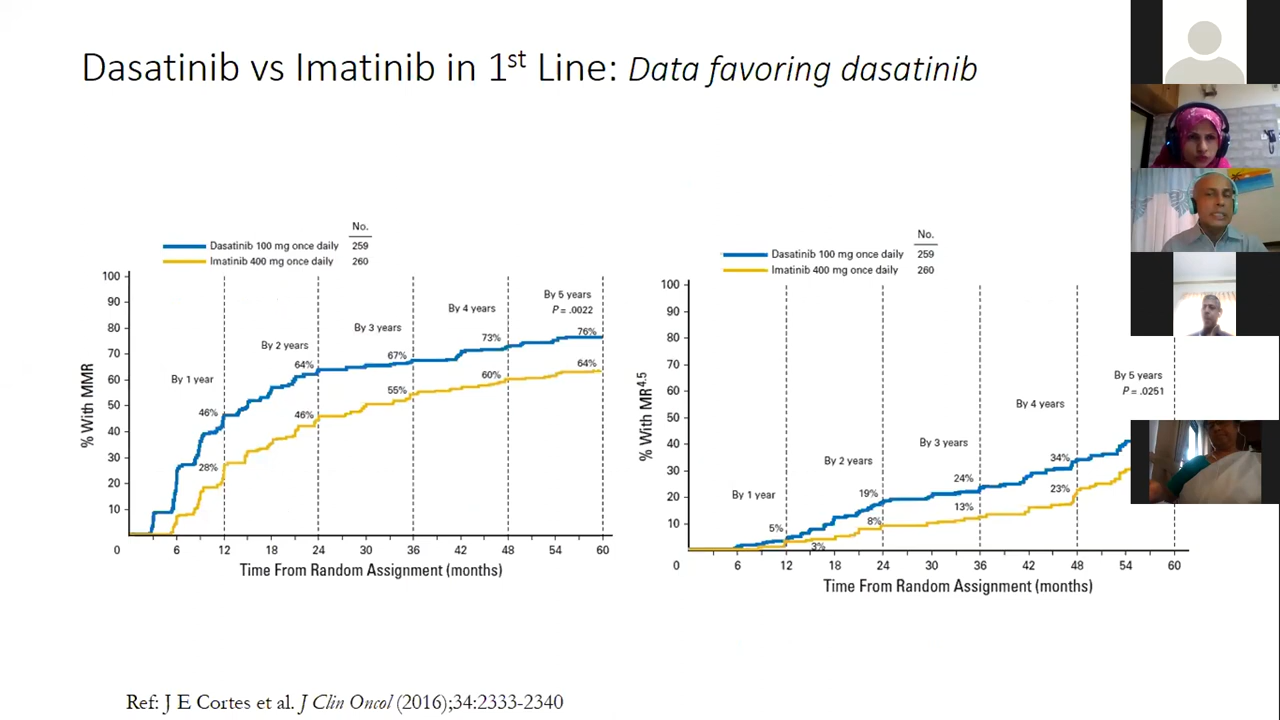 Dasatinib vs Imatinib in 1st Line: Data favoring dasatinib
No.
Dasatinib 100 mg once daily 259
Imatinib 400 mg once daily 260
% With MMR
100
90
80
70
60
50
40
30
20
10
0
6
12
18
24
30
36
42
48
54
60
By 1 year
By 2 years
By 3 years
By 4 years
By 5 years
P = .0022
46%
64%
67%
73%
76%
28%
46%
55%
60%
64%
Time From Random Assignment (months)
No.
Dasatinib 100 mg once daily 259
Imatinib 400 mg once daily 260
% With MR4.5
100
90
80
70
60
50
40
30
20
10
0
6
12
18
24
30
36
42
48
54
60
By 1 year
By 2 years
By 3 years
By 4 years
By 5 years
P = .0251
5%
19%
24%
34%
3%
8%
13%
23%
Time From Random Assignment (months)
Ref: J E Cortes et al. J Clin Oncol (2016);34:2333-2340